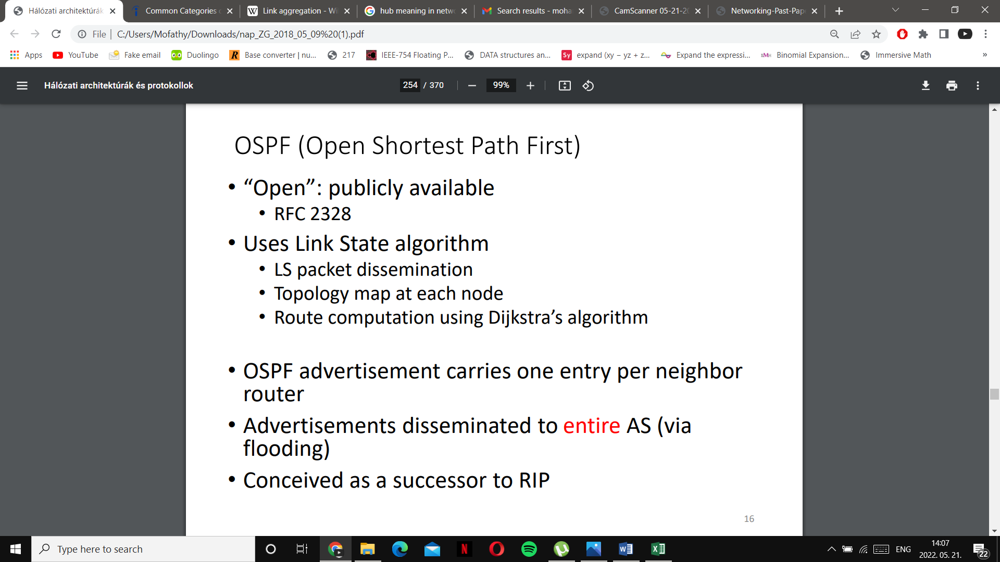 Hálózati architektúrák
Common Categories
Link aggregation - Wi
hub meaning in netw
Search results - moha
CamScanner 05-21-20
Networking-Past-Pap
File
C:/Users/Mofathy/Downloads/nap_ZG_2018_05_09%20(1).pdf
Apps YouTube Fake email Duolingo Base converter | nu... 217 IEEE-754 Floating P... DATA structures an... Sy expand (xy − yz + z... Expand the expressi... Binomial Expansion... Immersive Math »
Hálózati architektúrák és protokollok 254 / 370 99%
OSPF (Open Shortest Path First)
• “Open”: publicly available
• RFC 2328
• Uses Link State algorithm
• LS packet dissemination
• Topology map at each node
• Route computation using Dijkstra’s algorithm
• OSPF advertisement carries one entry per neighbor
router
• Advertisements disseminated to entire AS (via
flooding)
• Conceived as a successor to RIP
16
Type here to search
ENG
14:07
2022. 05. 21.
22